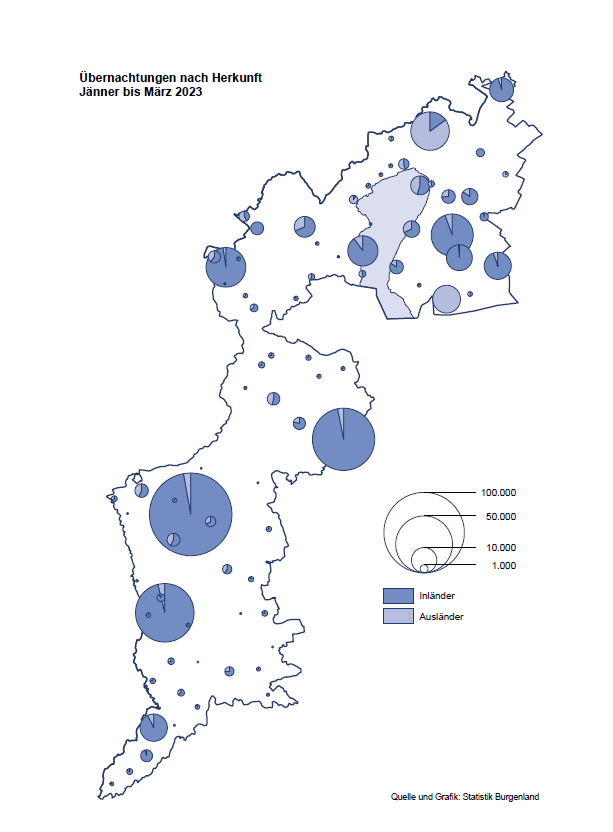 Übernachtungen nach Herkunft
Jänner bis März 2023
100.000
50.000
10.000
1.000
Inländer
Ausländer
Quelle und Grafik: Statistik Burgenland